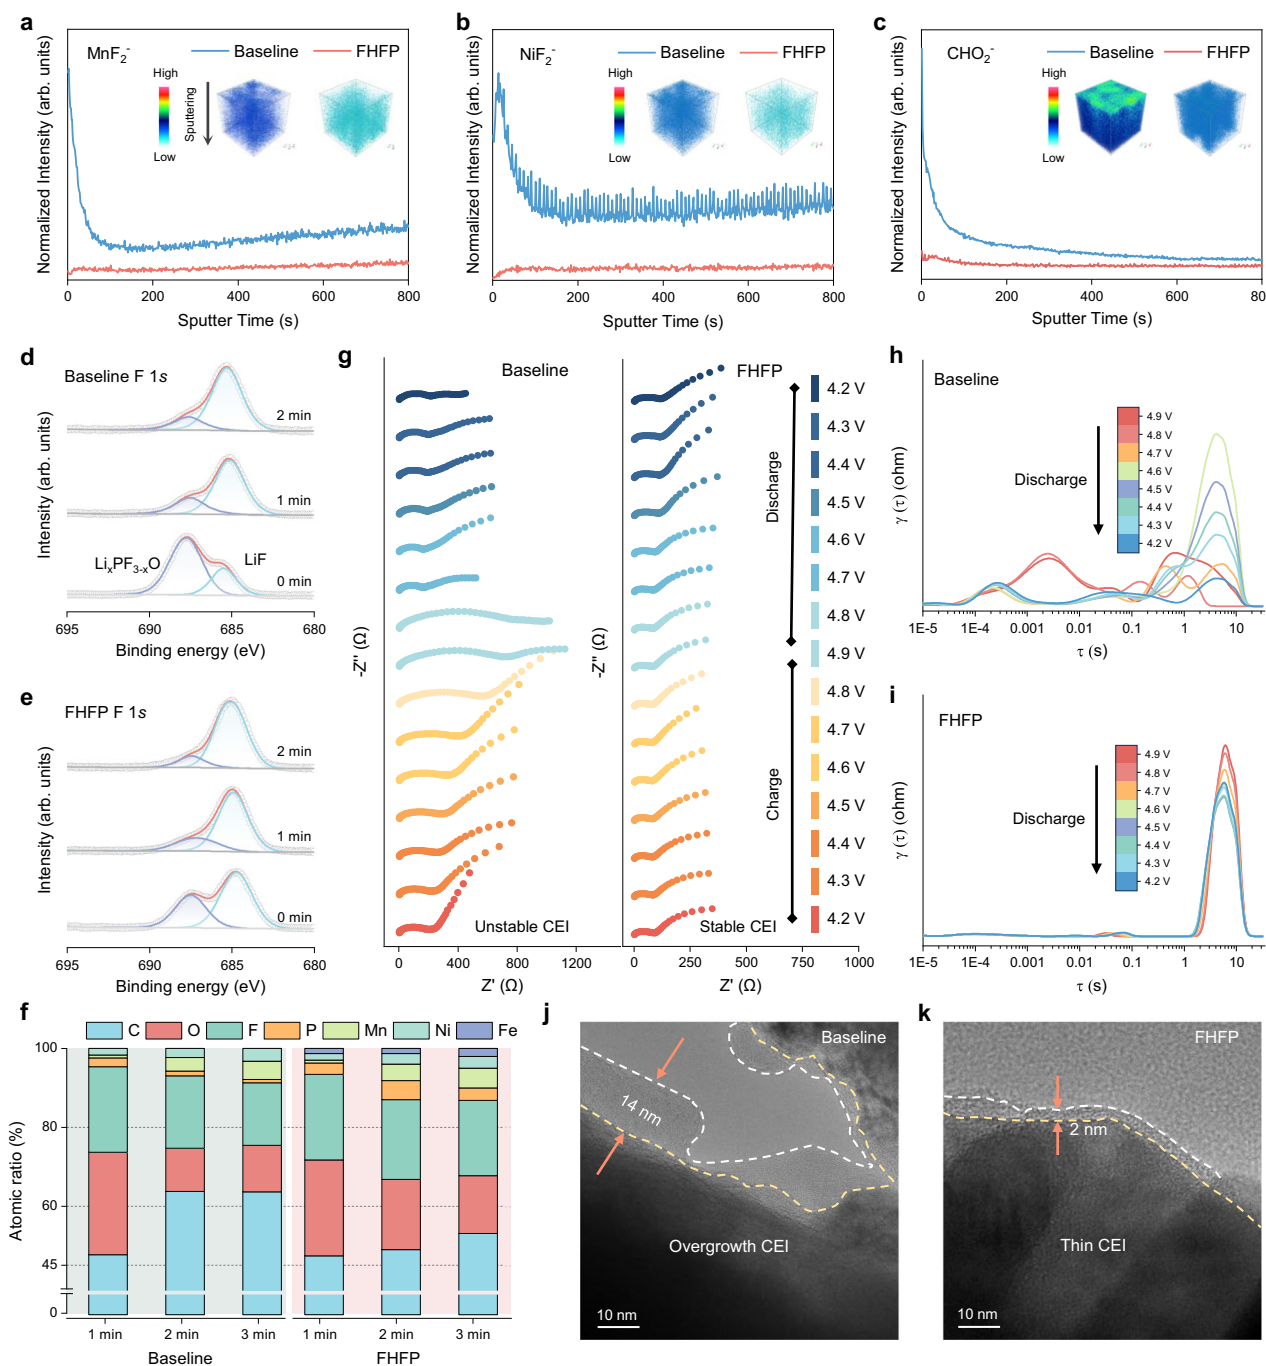 a
MnF₂⁻
Baseline
FHFP
High
Low
Sputtering
Normalized Intensity (arb. units)
0
200
400
600
800
Sputter Time (s)
b
NiF₂⁻
Baseline
FHFP
High
Low
Normalized Intensity (arb. units)
0
200
400
600
800
Sputter Time (s)
c
CHO₂⁻
Baseline
FHFP
High
Low
Normalized Intensity (arb. units)
0
200
400
600
80
Sputter Time (s)
d
Baseline F 1s
2 min
1 min
LiₓPF₃₋ₓO
LiF
0 min
Intensity (arb. units)
695
690
685
680
Binding energy (eV)
e
FHFP F 1s
2 min
1 min
0 min
Intensity (arb. units)
695
690
685
680
Binding energy (eV)
f
C
O
F
P
Mn
Ni
Fe
Atomic ratio (%)
100
80
60
45
0
1 min
2 min
3 min
1 min
2 min
3 min
Baseline
FHFP
g
Baseline
-Z'' (Ω)
Unstable CEI
0
400
800
1200
Z' (Ω)
FHFP
-Z'' (Ω)
Stable CEI
0
250
500
750
1000
Z' (Ω)
Discharge
Charge
4.2 V
4.3 V
4.4 V
4.5 V
4.6 V
4.7 V
4.8 V
4.9 V
4.8 V
4.7 V
4.6 V
4.5 V
4.4 V
4.3 V
4.2 V
h
Baseline
Discharge
4.9 V
4.8 V
4.7 V
4.6 V
4.5 V
4.4 V
4.3 V
4.2 V
γ (τ) (ohm)
1E-5
1E-4
0.001
0.01
0.1
1
10
τ (s)
i
FHFP
Discharge
4.9 V
4.8 V
4.7 V
4.6 V
4.5 V
4.4 V
4.3 V
4.2 V
γ (τ) (ohm)
1E-5
1E-4
0.001
0.01
0.1
1
10
τ (s)
j
Baseline
14 nm
Overgrowth CEI
10 nm
k
FHFP
2 nm
Thin CEI
10 nm